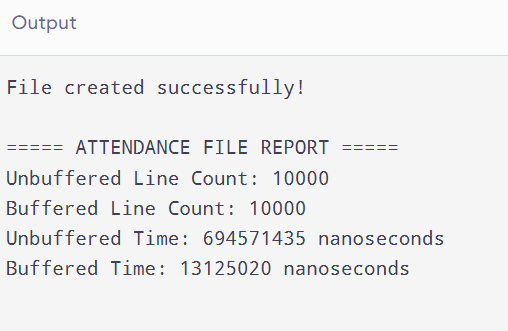 Output
File created successfully!
===== ATTENDANCE FILE REPORT =====
Unbuffered Line Count: 10000
Buffered Line Count: 10000
Unbuffered Time: 694571435 nanoseconds
Buffered Time: 13125020 nanoseconds